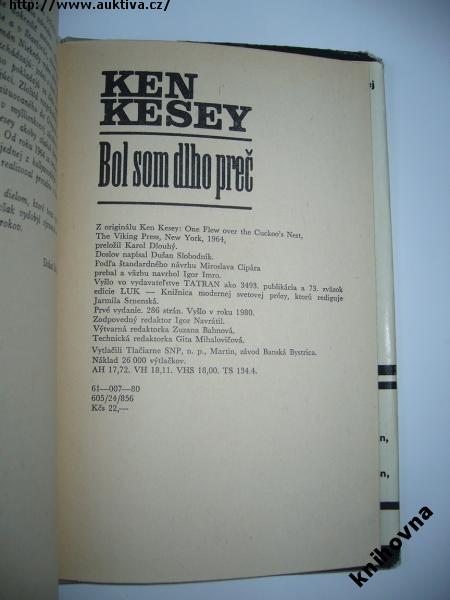 http://www.auktiva.cz/
KEN
KESEY
Bol som dlho preč
Z originálu Ken Kesey: One Flew over the Cuckoo's Nest,
The Viking Press, New York, 1964,
preložil Karol Dlouhý.
Doslov napísal Dušan Slobodník.
Podľa štandardného návrhu Miroslava Cipára
prebal a väzbu navrhol Igor Imro.
Vyšlo vo vydavateľstve TATRAN ako 3493. publikácia a 73. zväzok
edície LUK — Knižnica modernej svetovej prózy, ktorú rediguje
Jarmila Srnenská.
Prvé vydanie. 286 strán. Vyšlo v roku 1980.
Zodpovedný redaktor Igor Navrátil.
Výtvarná redaktorka Zuzana Bahnová.
Technická redaktorka Gita Mihalovičová.
Vytlačili Tlačiarne SNP, n. p., Martin, závod Banská Bystrica.
Náklad 26 000 výtlačkov.
AH 17,72. VH 18,11. VHS 18,00. TS 134.4.
61—007—80
605/24/856
Kčs 22,—
knihovna